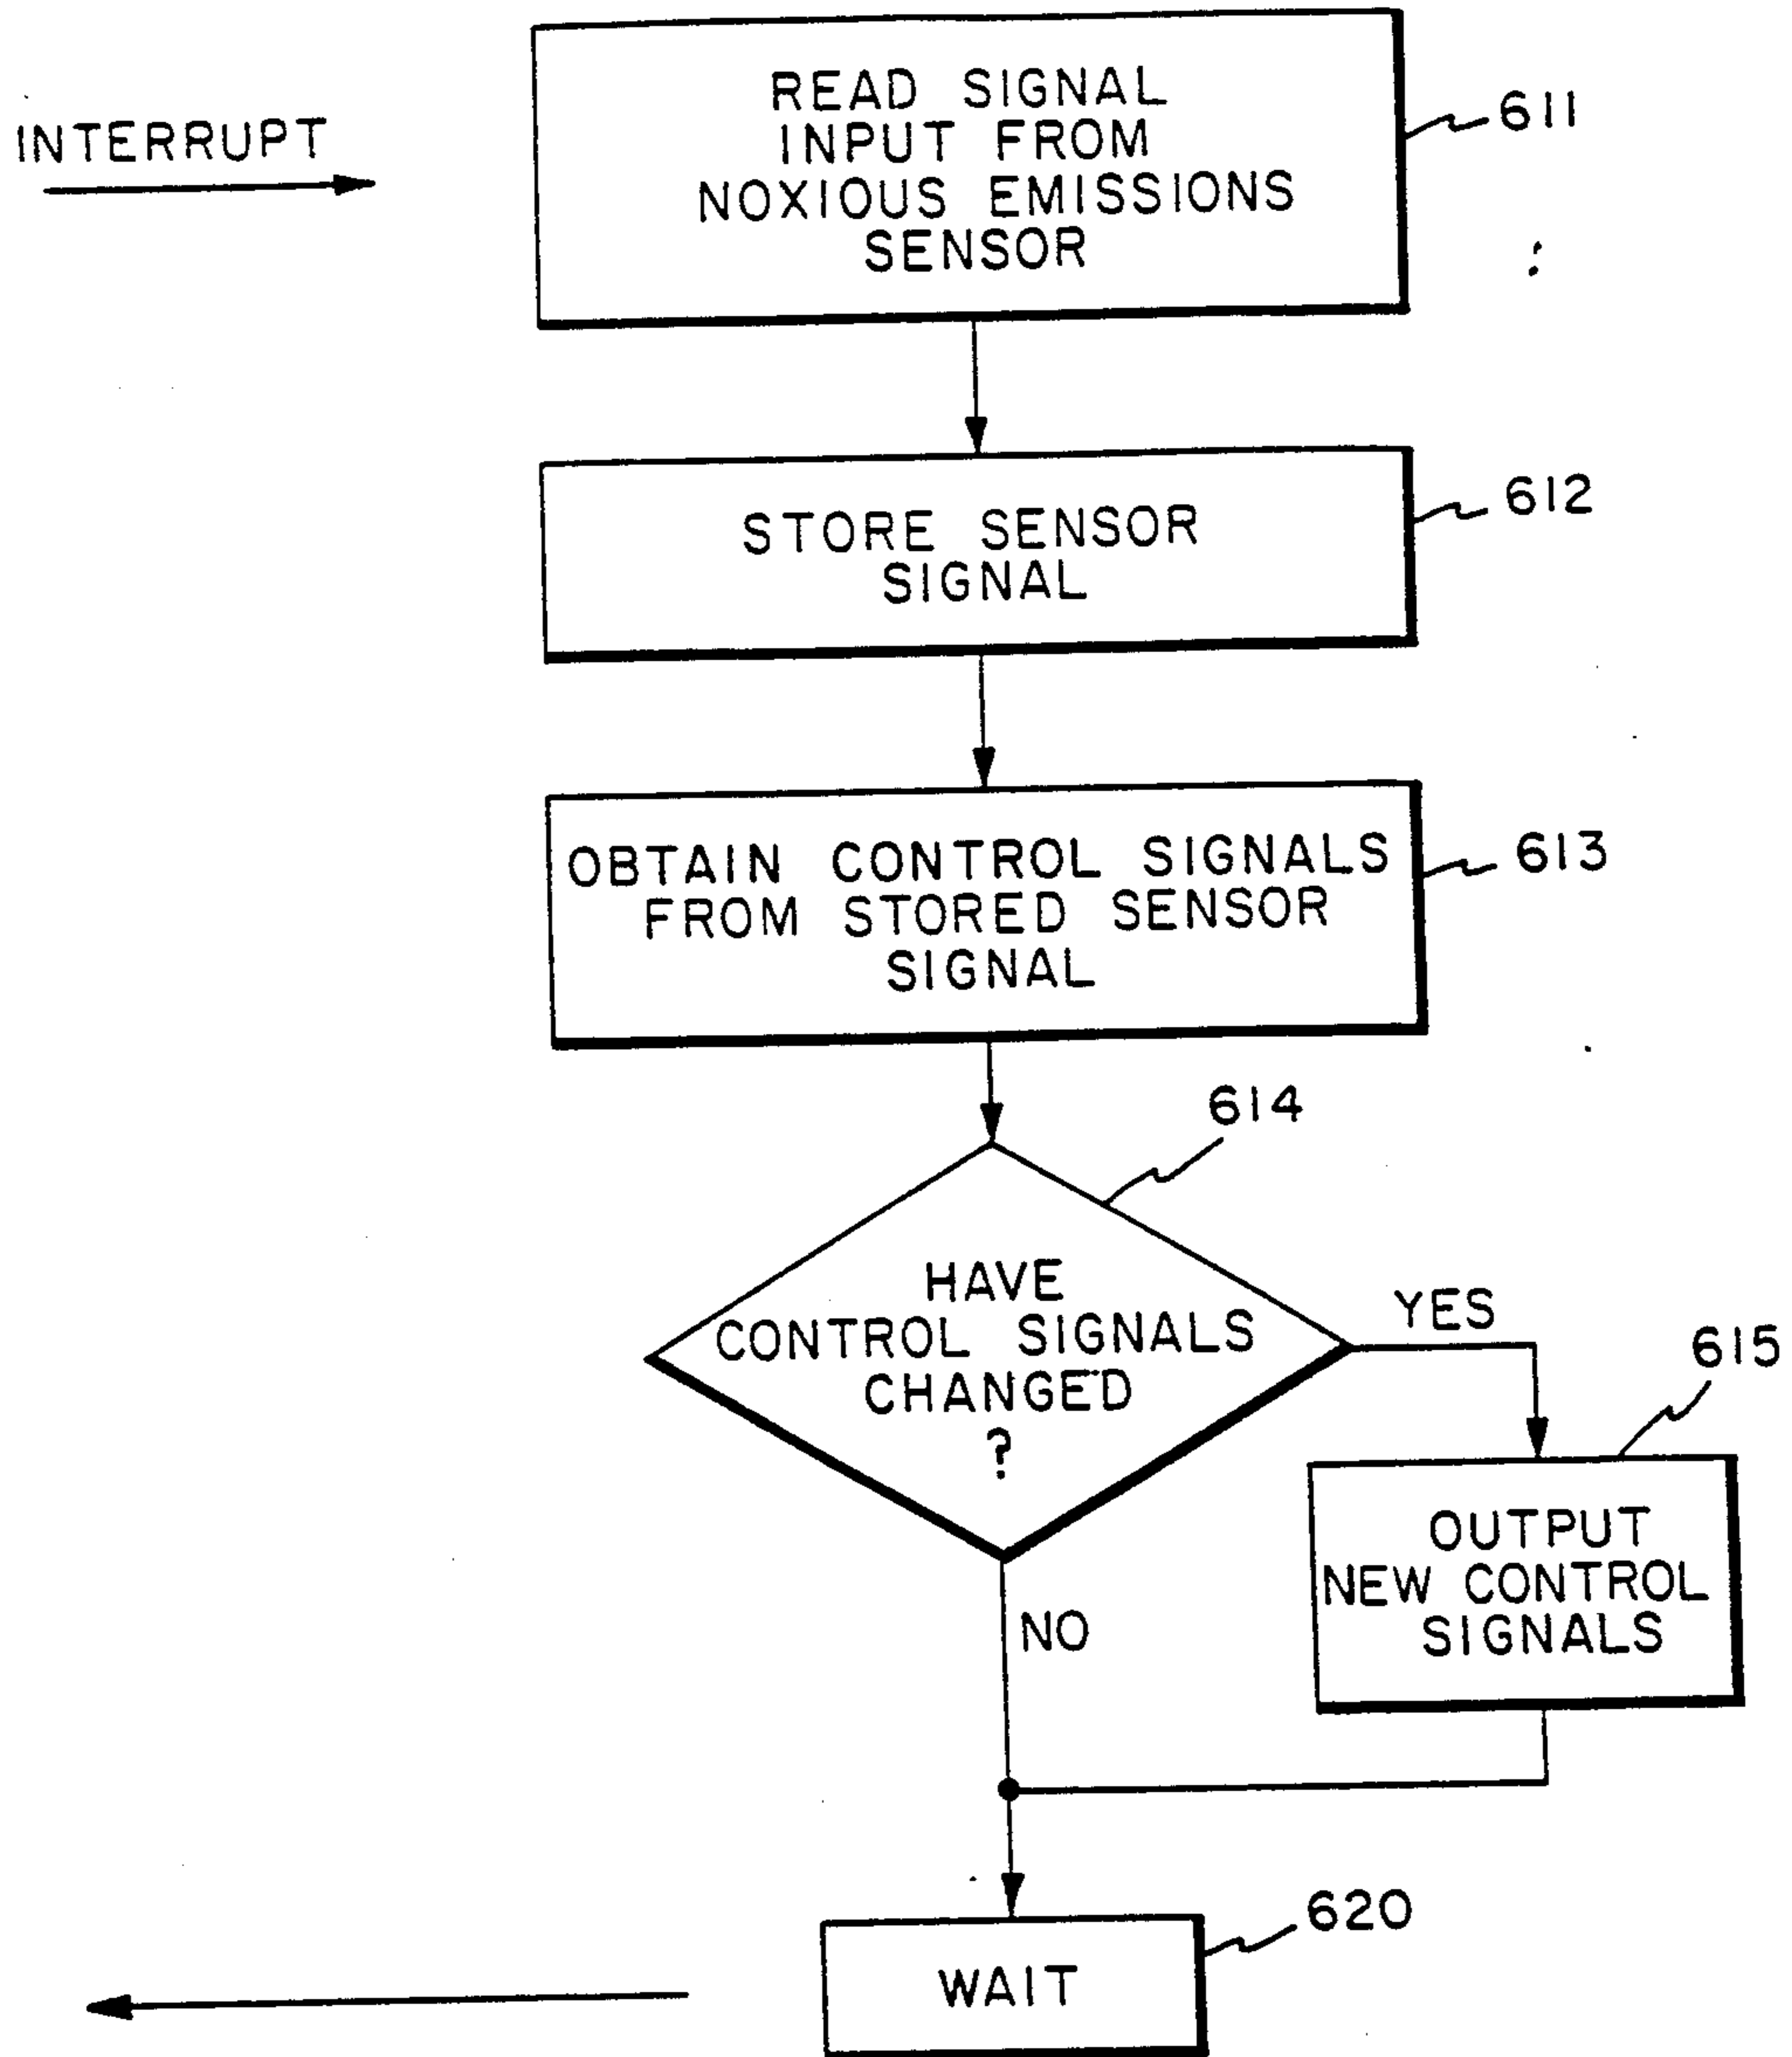 INTERRUPT
READ SIGNAL
INPUT FROM
NOXIOUS EMISSIONS
SENSOR
611
STORE SENSOR
SIGNAL
612
OBTAIN CONTROL SIGNALS
FROM STORED SENSOR
SIGNAL
613
614
HAVE
CONTROL SIGNALS
CHANGED
?
YES
615
OUTPUT
NEW CONTROL
SIGNALS
NO
620
WAIT